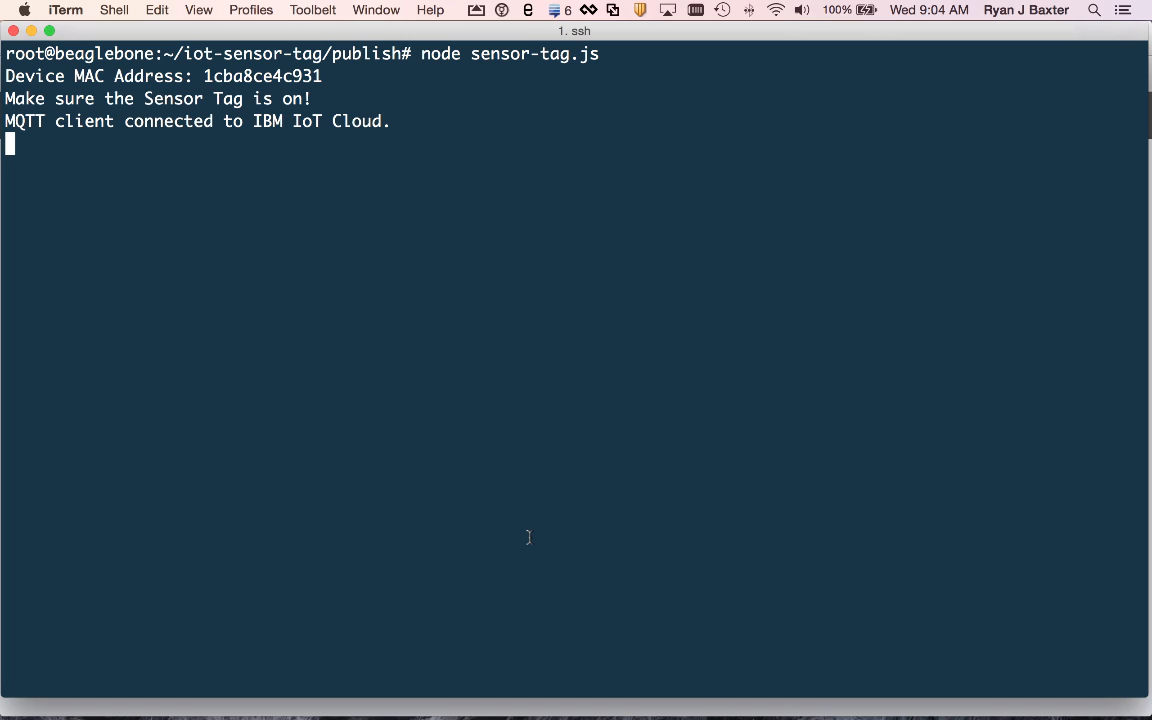 iTerm Shell Edit View Profiles Toolbelt Window Help 6 100% Wed 9:04 AM Ryan J Baxter
1. ssh
root@beaglebone:~/iot-sensor-tag/publish# node sensor-tag.js
Device MAC Address: 1cba8ce4c931
Make sure the Sensor Tag is on!
MQTT client connected to IBM IoT Cloud.